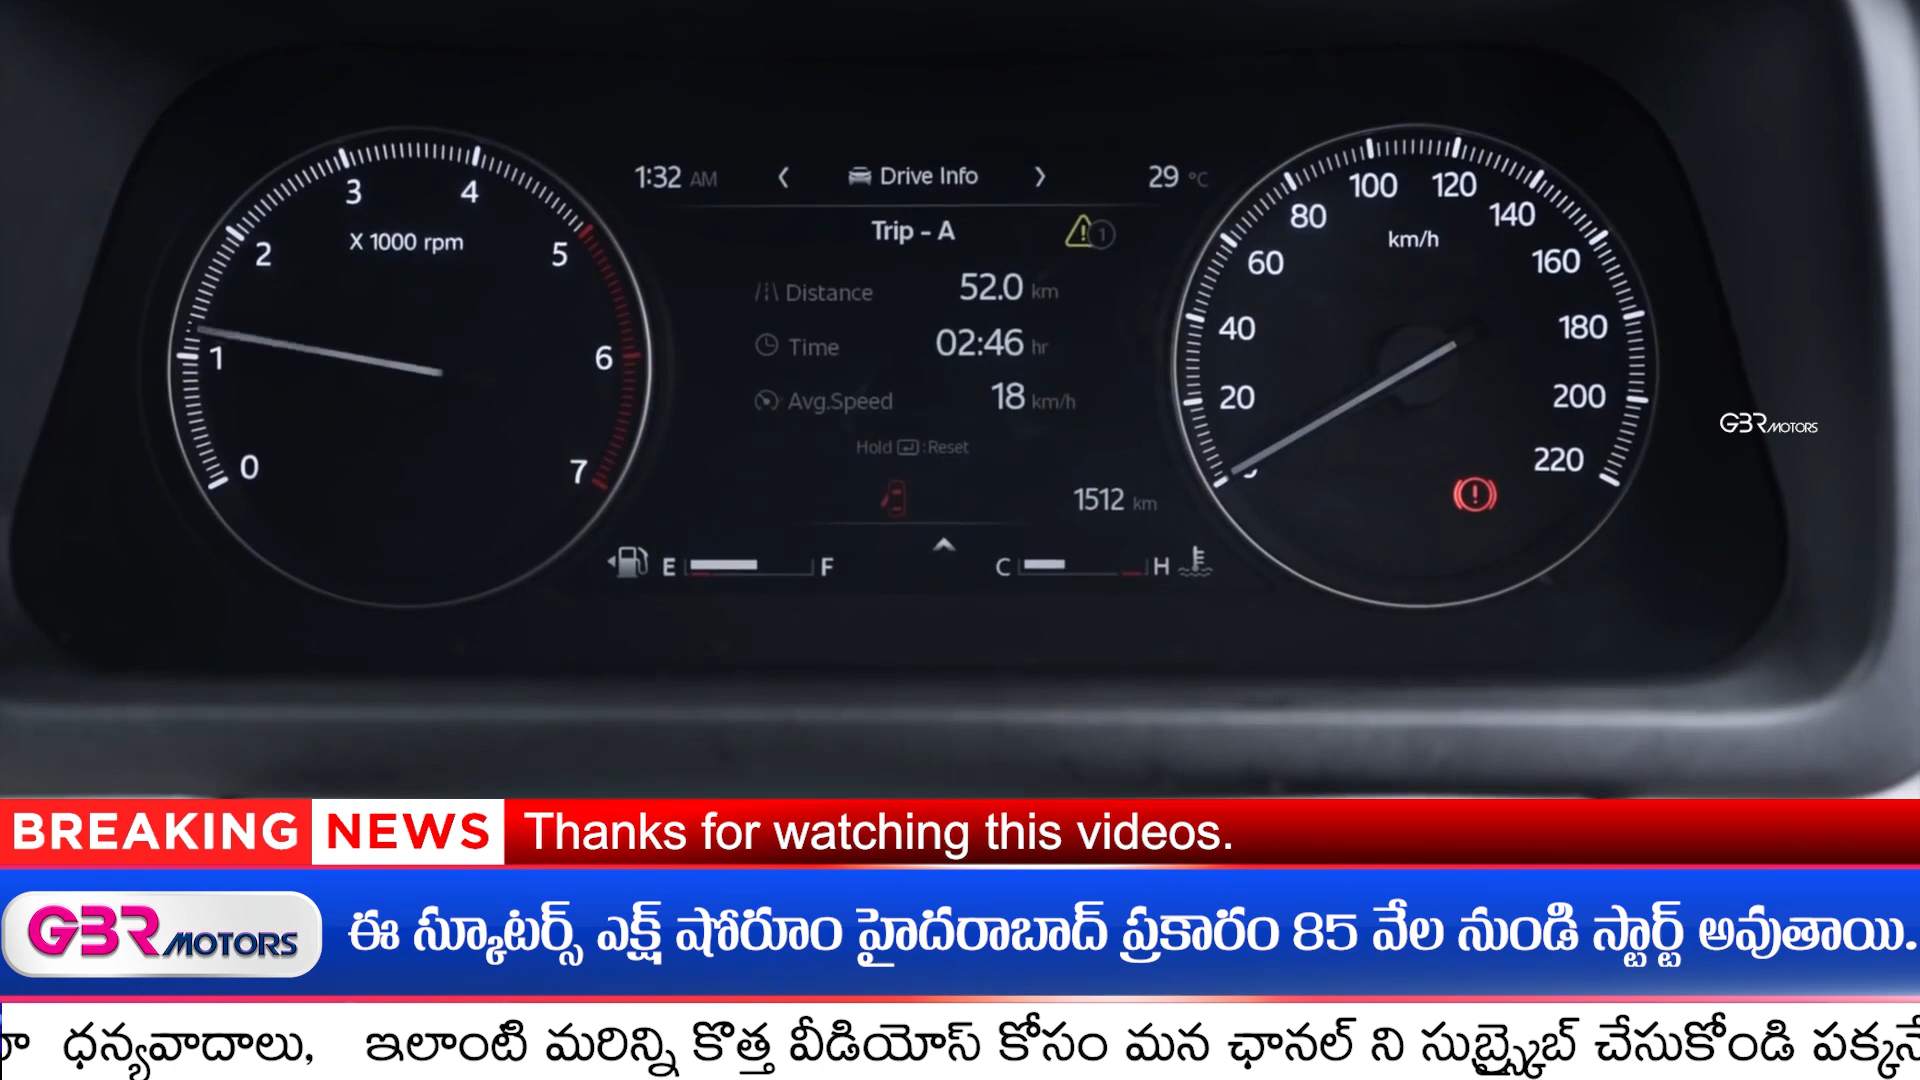 1:32 AM Drive Info 29 °C
Trip - A
1
Distance 52.0 km
Time 02:46 hr
Avg.Speed 18 km/h
Hold :Reset
1512 km
E F C H
0 1 2 3 4 5 6 7
X 1000 rpm
20 40 60 80 100 120 140 160 180 200 220
km/h
GBR MOTORS
BREAKING NEWS Thanks for watching this videos.
GBR MOTORS ఈ స్కూటర్స్ ఎక్ష్ షోరూం హైదరాబాద్ ప్రకారం 85 వేల నుండి స్టార్ట్ అవుతాయి.
ధన్యవాదాలు, ఇలాంటి మరిన్ని కొత్త వీడియోస్ కోసం మన ఛానల్ ని సుబ్స్క్రైబ్ చేసుకోండి